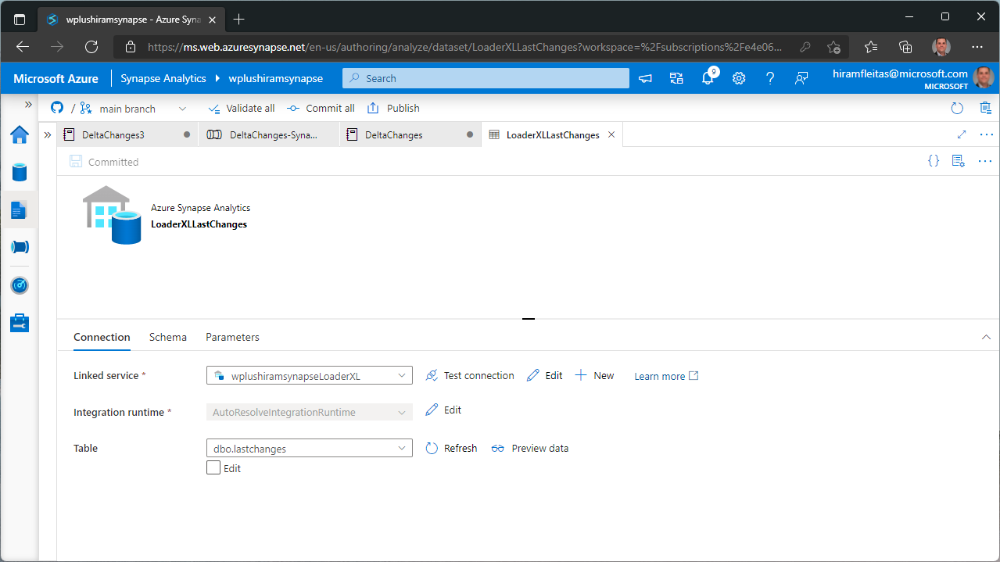 wplushiramsynapse - Azure Syna
https://ms.web.azuresynapse.net/en-us/authoring/analyze/dataset/LoaderXLLastChanges?workspace=%2Fsubscriptions%2Fe4e06...
Microsoft Azure Synapse Analytics wplushiramsynapse Search 9 hiramfleitas@microsoft.com
MICROSOFT
» / main branch Validate all Commit all Publish
» DeltaChanges3 DeltaChanges-Syna... DeltaChanges LoaderXLLastChanges
Committed {} ...
Azure Synapse Analytics
LoaderXLLastChanges
Connection Schema Parameters
Linked service * wplushiramsynapseLoaderXL Test connection Edit New Learn more
Integration runtime * AutoResolveIntegrationRuntime Edit
Table dbo.lastchanges Refresh Preview data
Edit